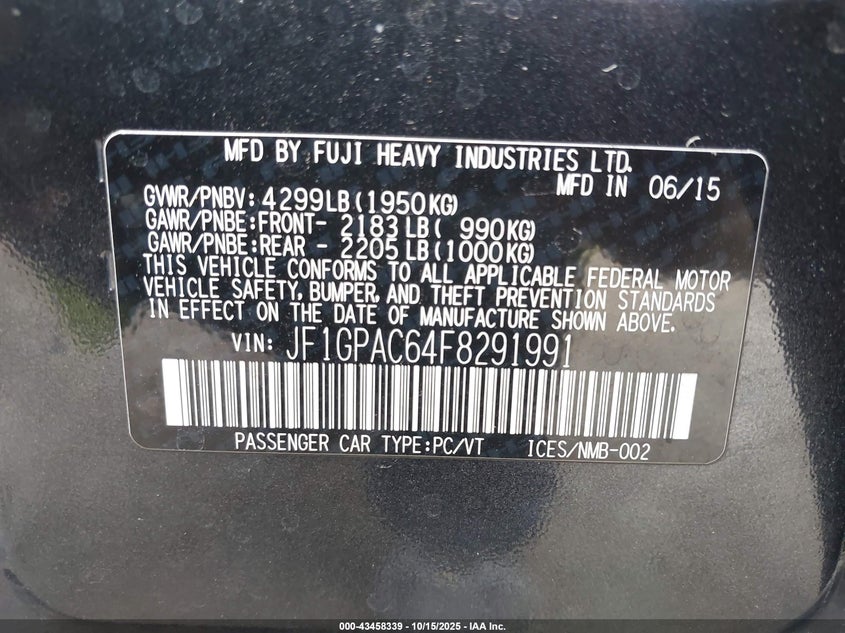 MFD BY FUJI HEAVY INDUSTRIES LTD.
MFD IN 06/15
GVWR/PNBV: 4299LB(1950KG)
GAWR/PNBE:FRONT- 2183LB( 990KG)
GAWR/PNBE:REAR - 2205LB(1000KG)
THIS VEHICLE CONFORMS TO ALL APPLICABLE FEDERAL MOTOR
VEHICLE SAFETY, BUMPER, AND THEFT PREVENTION STANDARDS
IN EFFECT ON THE DATE OF MANUFACTURE SHOWN ABOVE.
VIN: JF1GPAC64F8291991
PASSENGER CAR TYPE:PC/VT ICES/NMB-002
000-43458339 - 10/15/2025 - IAA Inc.